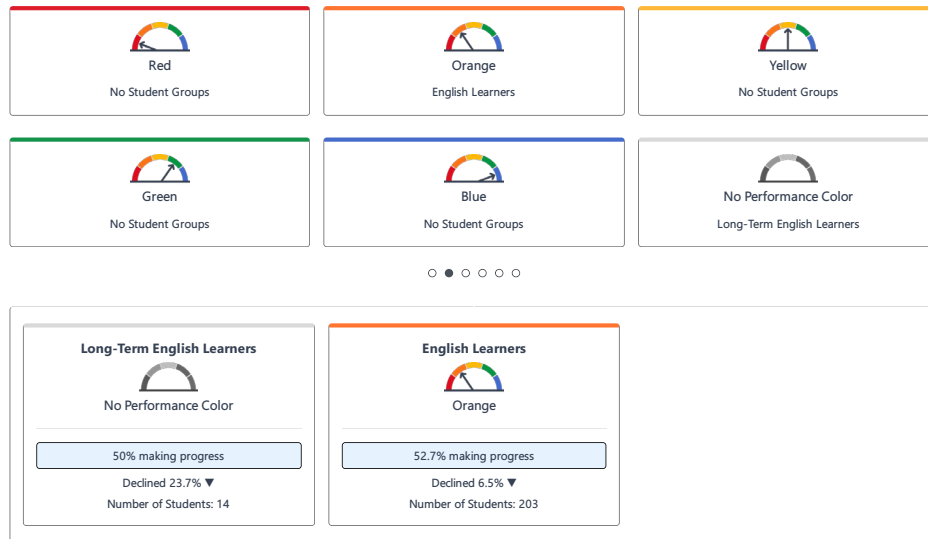 Red
No Student Groups
Orange
English Learners
Yellow
No Student Groups
Green
No Student Groups
Blue
No Student Groups
No Performance Color
Long-Term English Learners
Long-Term English Learners
No Performance Color
50% making progress
Declined 23.7% ▼
Number of Students: 14
English Learners
Orange
52.7% making progress
Declined 6.5% ▼
Number of Students: 203